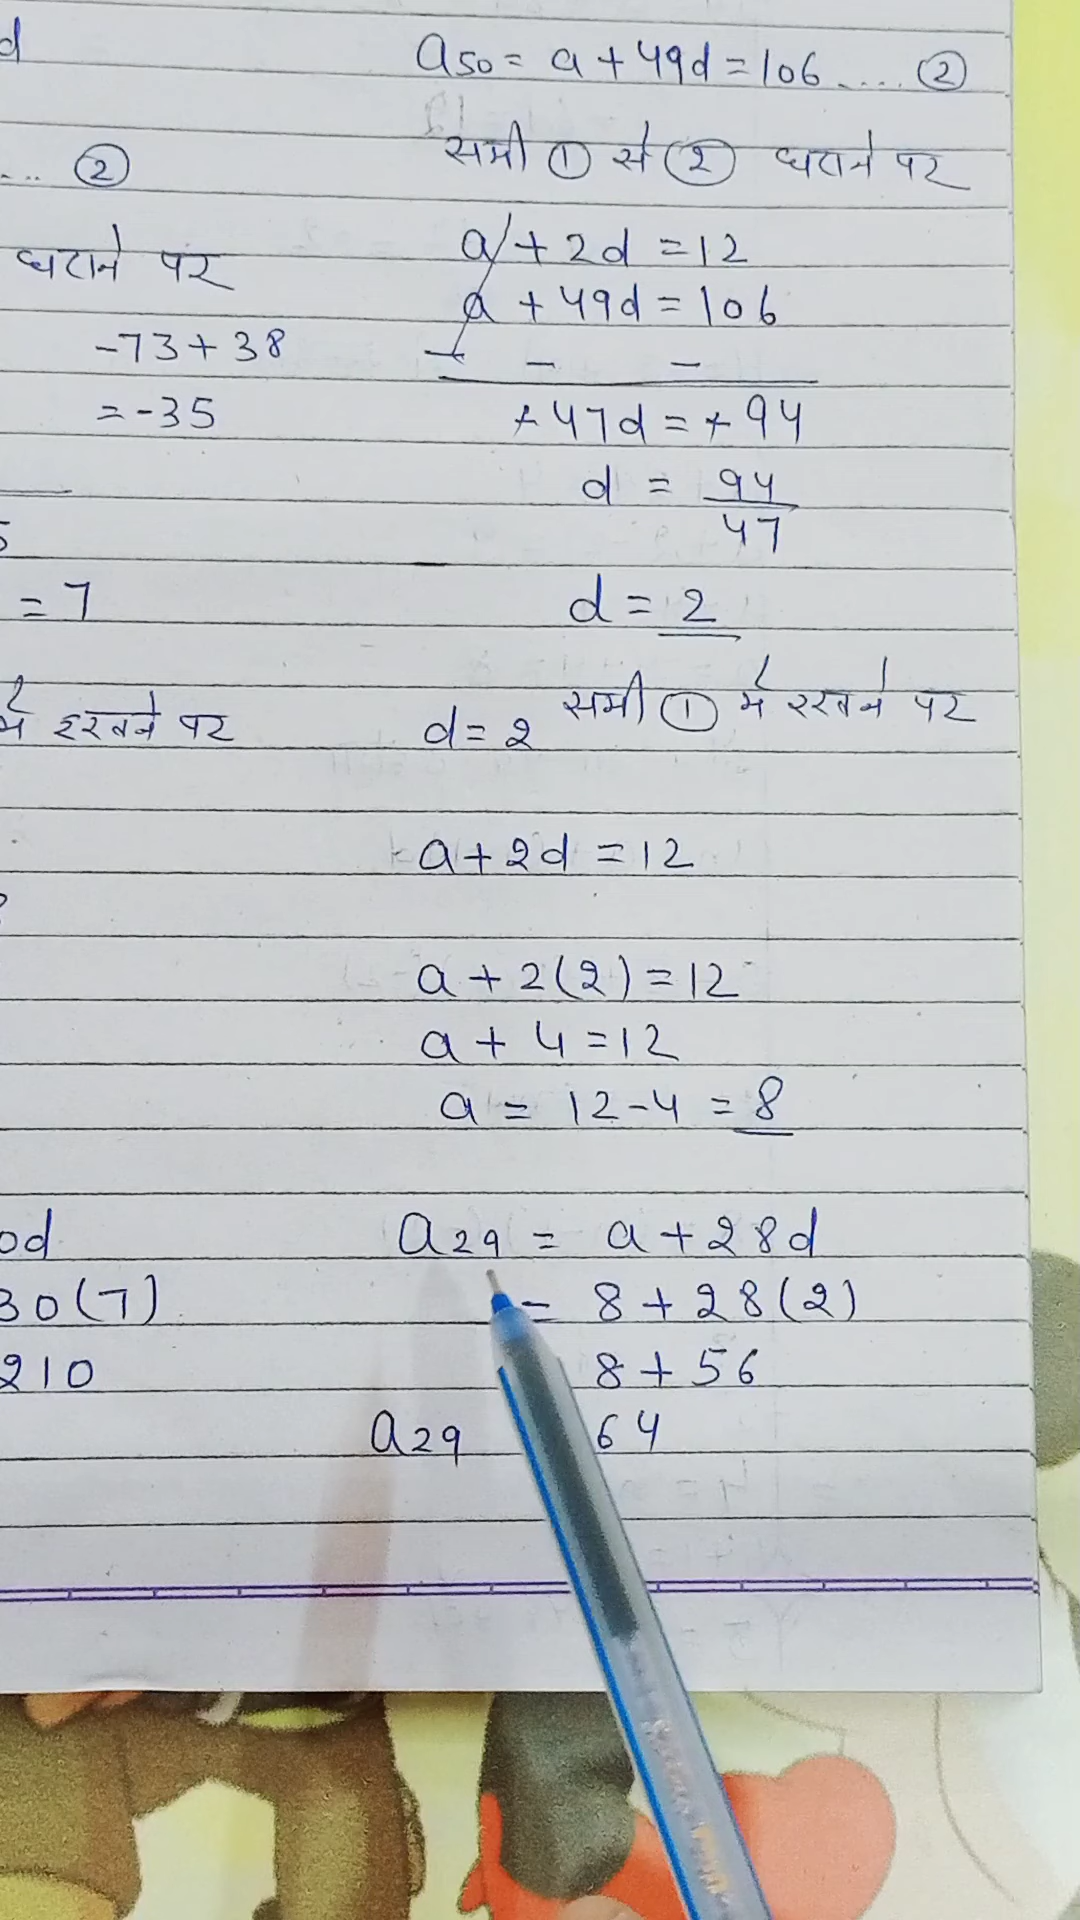 d
..... ②
घटाने पर
-73+38
= -35
5
= 7
में रखने पर
od
30(7)
210
a50 = a + 49d = 106 ..... ②
समी ① से ② घटाने पर
a + 2d = 12
a + 49d = 106
- - -
+47d = +94
d = 94
47
d = 2
d = 2 समी ① में रखने पर
a + 2d = 12
a + 2(2) = 12
a + 4 = 12
a = 12 - 4 = 8
a29 = a + 28d
= 8 + 28(2)
8 + 56
a29 64